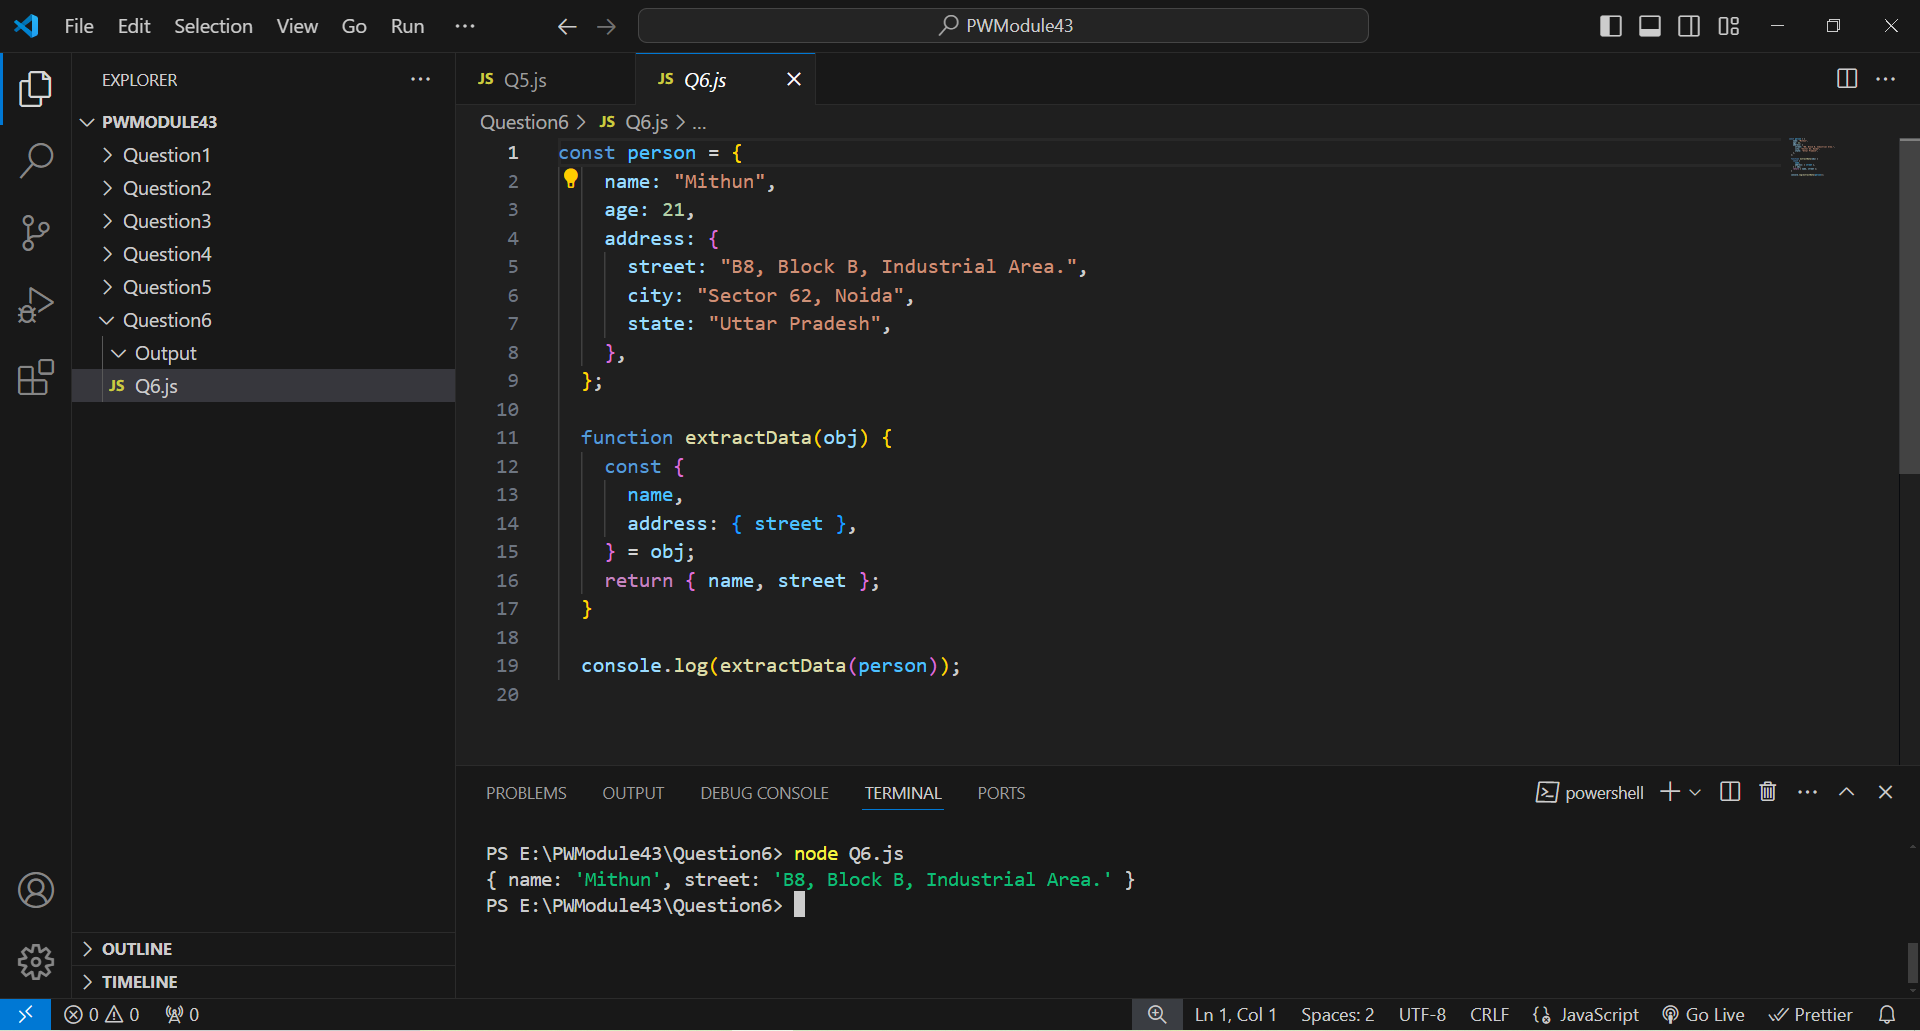 File Edit Selection View Go Run ··· PWModule43
EXPLORER ···
PWMODULE43
Question1
Question2
Question3
Question4
Question5
Question6
Output
JS Q6.js
OUTLINE
TIMELINE
JS Q5.js JS Q6.js ···
Question6 > JS Q6.js > ...
1 const person = {
2 name: "Mithun",
3 age: 21,
4 address: {
5 street: "B8, Block B, Industrial Area.",
6 city: "Sector 62, Noida",
7 state: "Uttar Pradesh",
8 },
9 };
10
11 function extractData(obj) {
12 const {
13 name,
14 address: { street },
15 } = obj;
16 return { name, street };
17 }
18
19 console.log(extractData(person));
20
PROBLEMS OUTPUT DEBUG CONSOLE TERMINAL PORTS powershell ···
PS E:\PWModule43\Question6> node Q6.js
{ name: 'Mithun', street: 'B8, Block B, Industrial Area.' }
PS E:\PWModule43\Question6>
0 0 0 Ln 1, Col 1 Spaces: 2 UTF-8 CRLF JavaScript Go Live Prettier